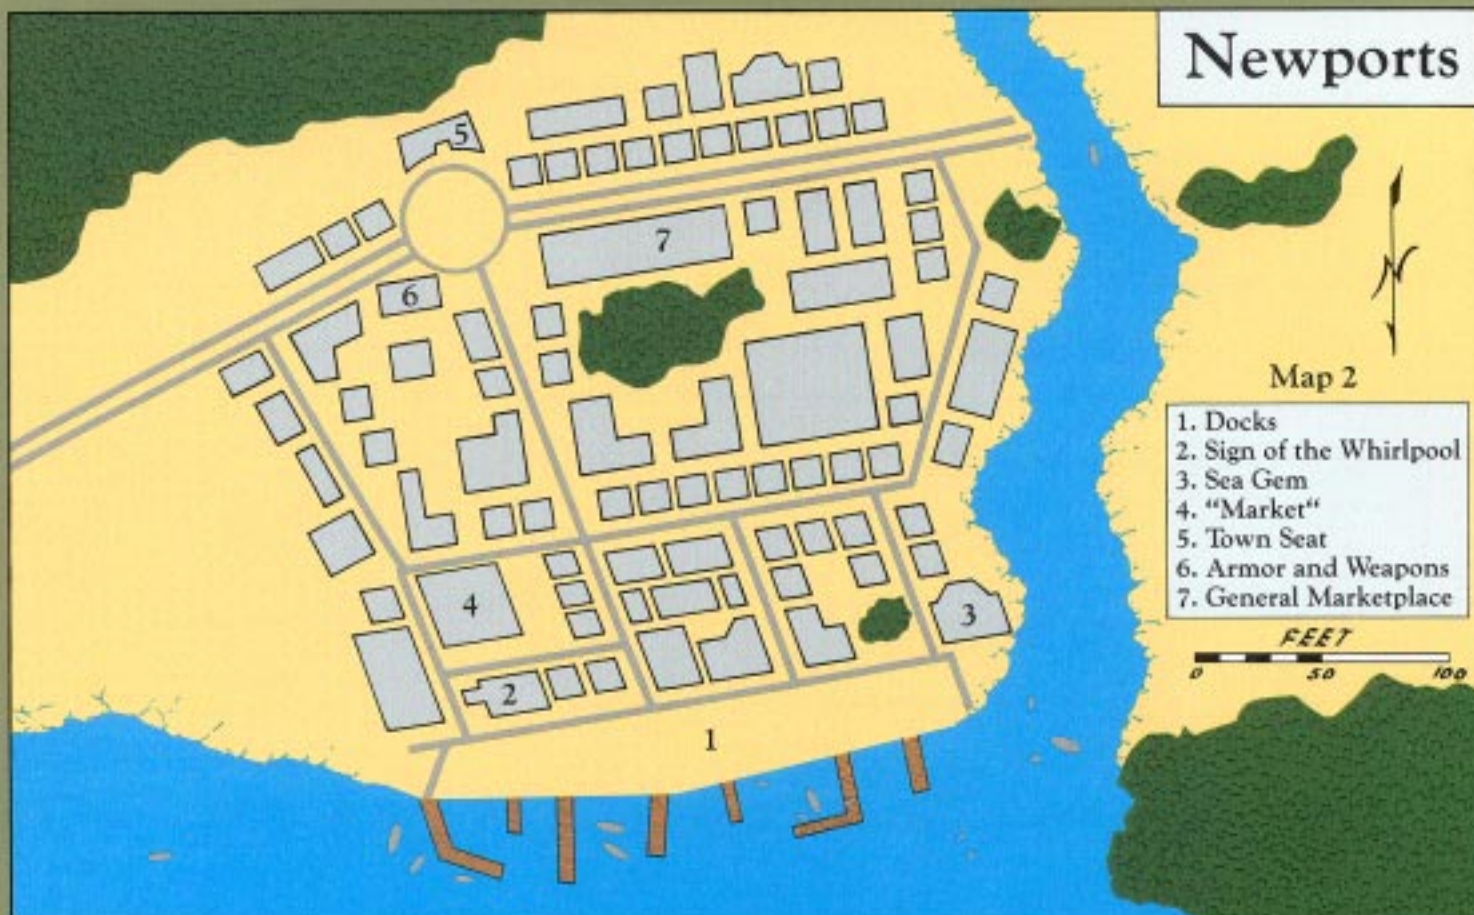 Newports
5
7
6
N
Map 2
1. Docks
2. Sign of the Whirlpool
3. Sea Gem
4. “Market“
5. Town Seat
6. Armor and Weapons
7. General Marketplace
4
3
FEET
0 50 100
2
1